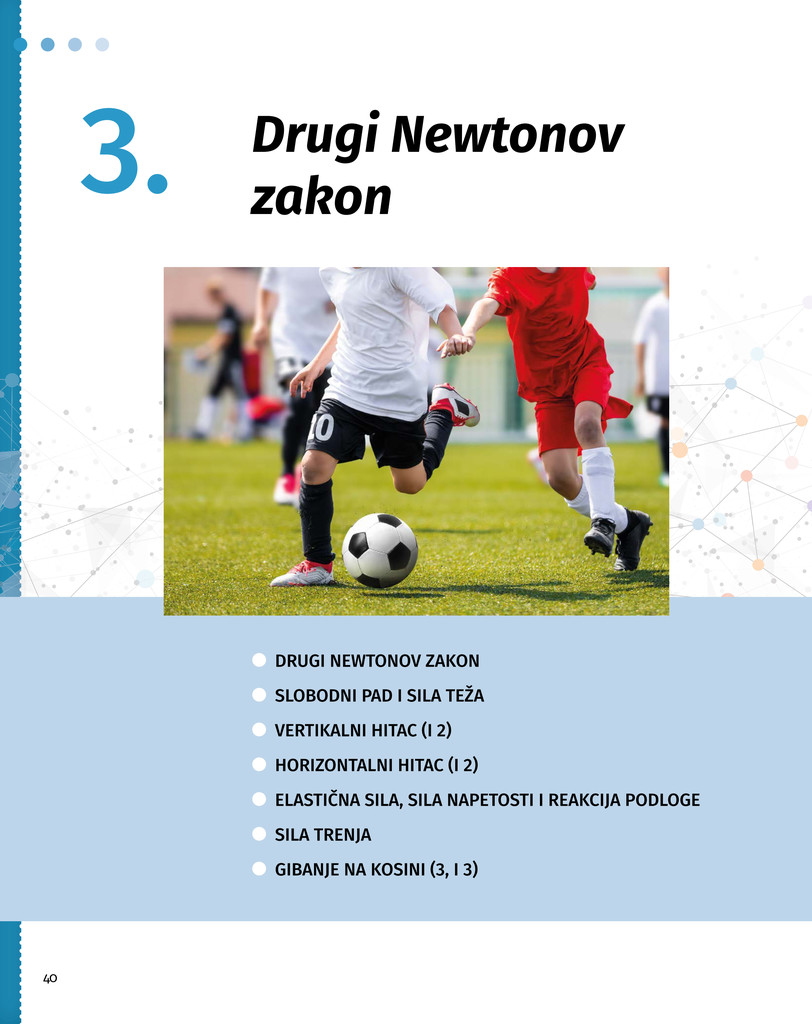 3.
Drugi Newtonov
zakon
10
DRUGI NEWTONOV ZAKON
SLOBODNI PAD I SILA TEŽA
VERTIKALNI HITAC (I 2)
HORIZONTALNI HITAC (I 2)
ELASTIČNA SILA, SILA NAPETOSTI I REAKCIJA PODLOGE
SILA TRENJA
GIBANJE NA KOSINI (3, I 3)
40